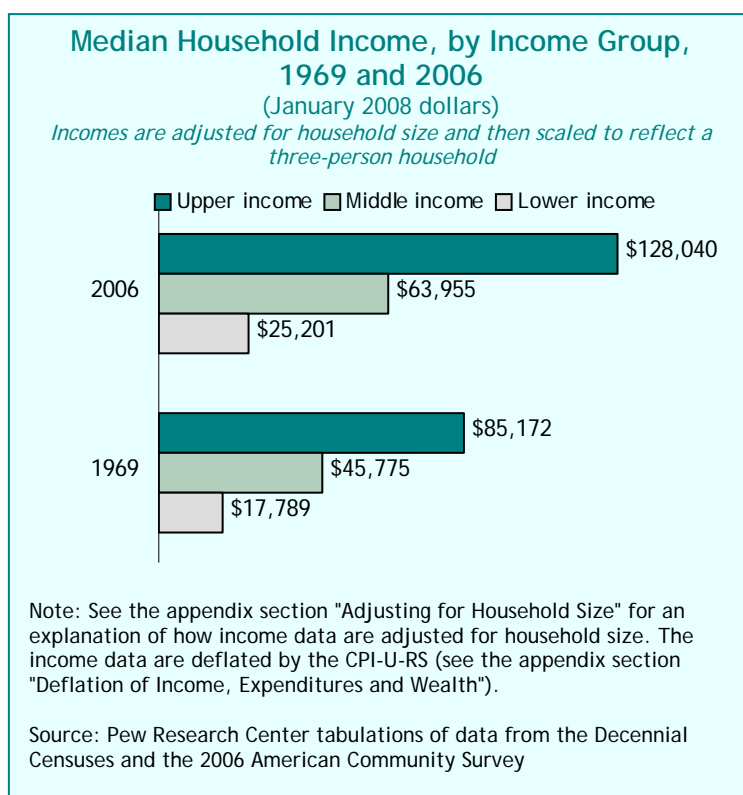 Median Household Income, by Income Group,
1969 and 2006
(January 2008 dollars)
Incomes are adjusted for household size and then scaled to reflect a
three-person household
Upper income Middle income Lower income
$128,040
2006 $63,955
$25,201
$85,172
1969 $45,775
$17,789
Note: See the appendix section "Adjusting for Household Size" for an
explanation of how income data are adjusted for household size. The
income data are deflated by the CPI-U-RS (see the appendix section
"Deflation of Income, Expenditures and Wealth").
Source: Pew Research Center tabulations of data from the Decennial
Censuses and the 2006 American Community Survey